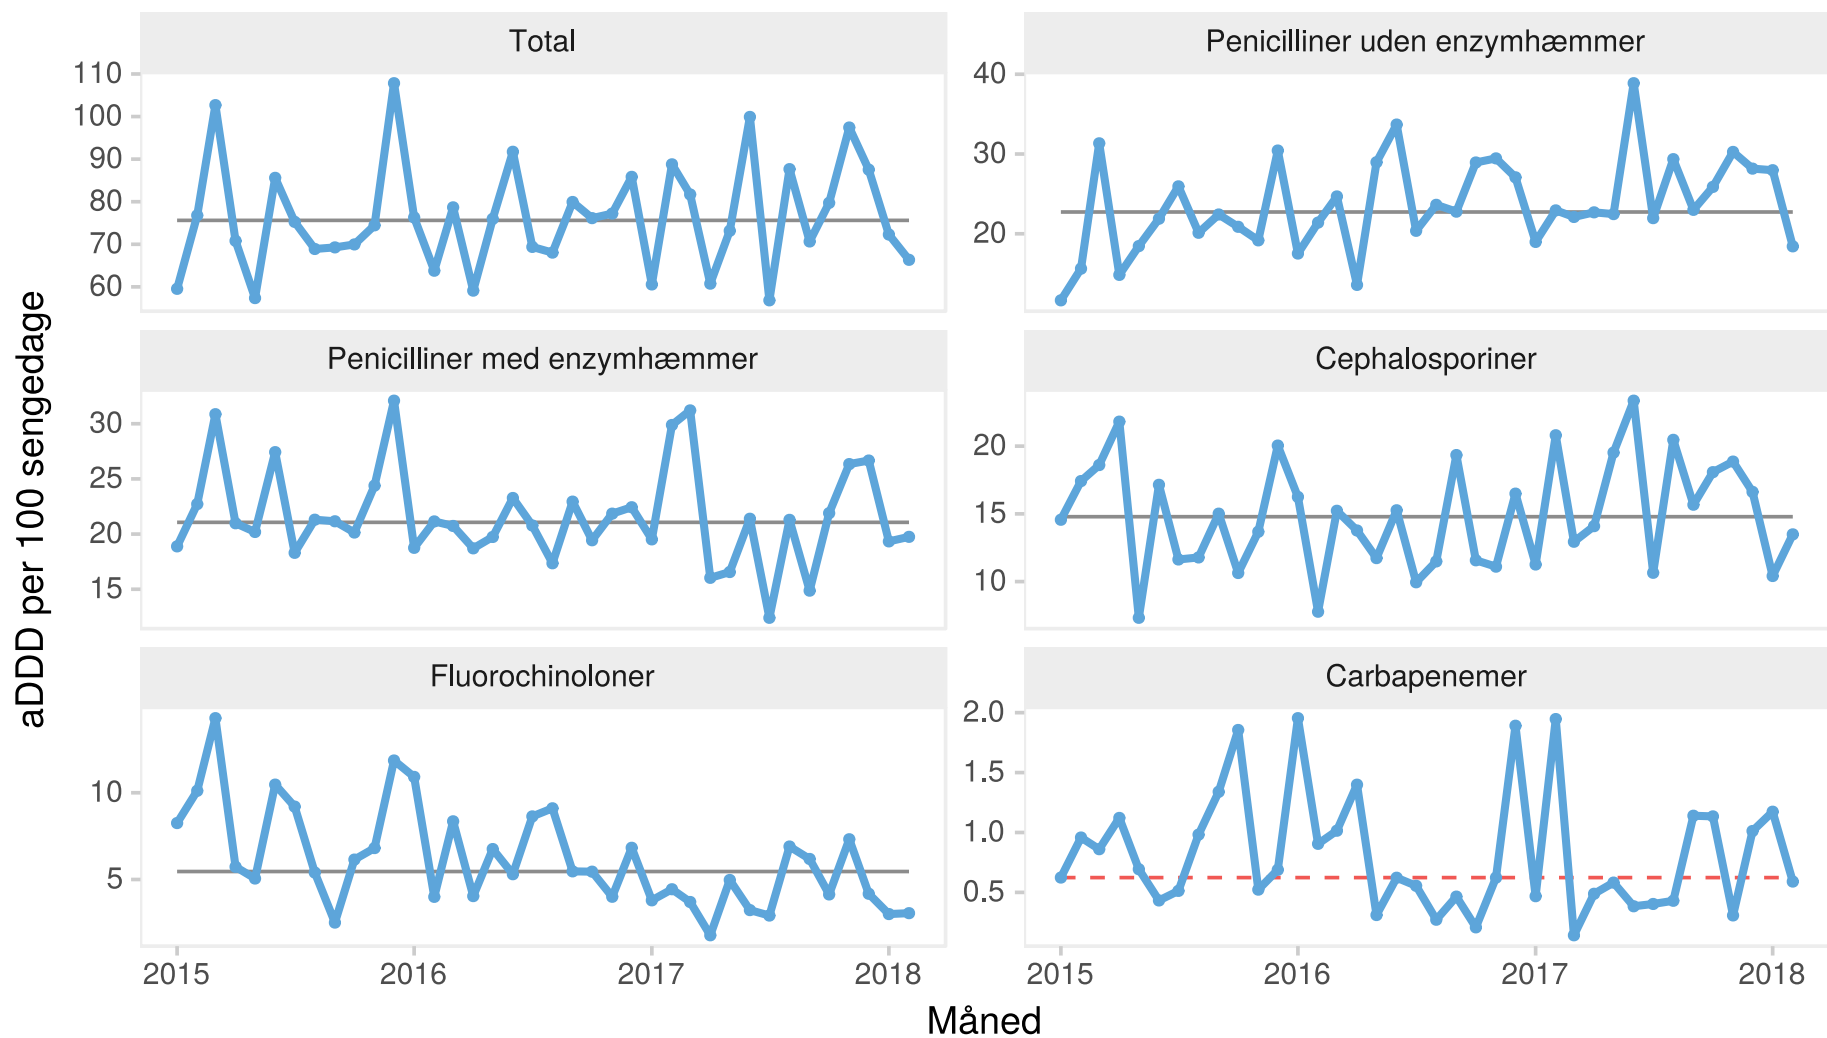 Total
Penicilliner uden enzymhæmmer
110
100
90
80
70
60
40
30
20
Penicilliner med enzymhæmmer
Cephalosporiner
30
25
20
15
20
15
10
Fluorochinoloner
Carbapenemer
10
5
2.0
1.5
1.0
0.5
2015 2016 2017 2018
2015 2016 2017 2018
Måned
aDDD per 100 sengedage